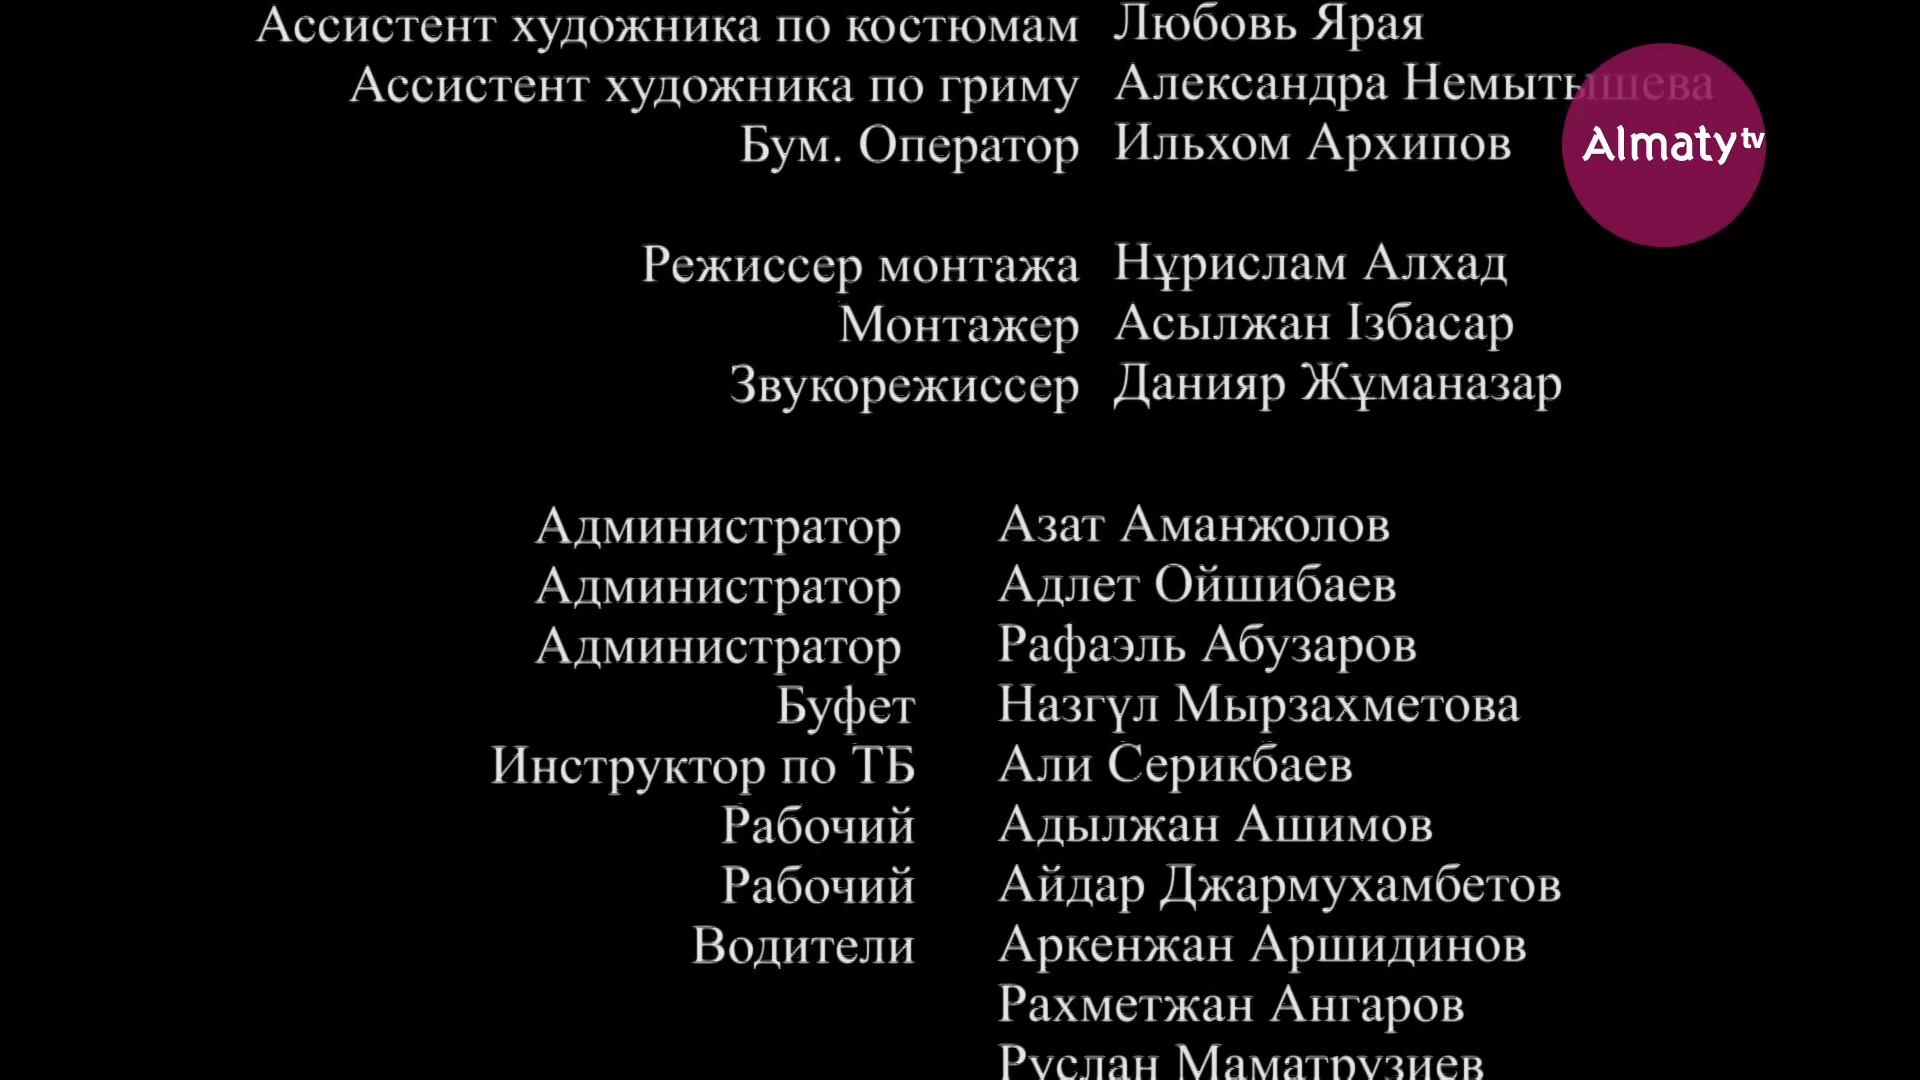 Ассистент художника по костюмам Любовь Ярая
Ассистент художника по гриму Александра Немытышева
Бум. Оператор Ильхом Архипов
Almaty tv
Режиссер монтажа Нұрислам Алхад
Монтажер Асылжан Ізбасар
Звукорежиссер Данияр Жұманазар
Администратор Азат Аманжолов
Администратор Адлет Ойшибаев
Администратор Рафаэль Абузаров
Буфет Назгүл Мырзахметова
Инструктор по ТБ Али Серикбаев
Рабочий Адылжан Ашимов
Рабочий Айдар Джармухамбетов
Водители Аркенжан Аршидинов
Рахметжан Ангаров
Руслан Маматрузиев